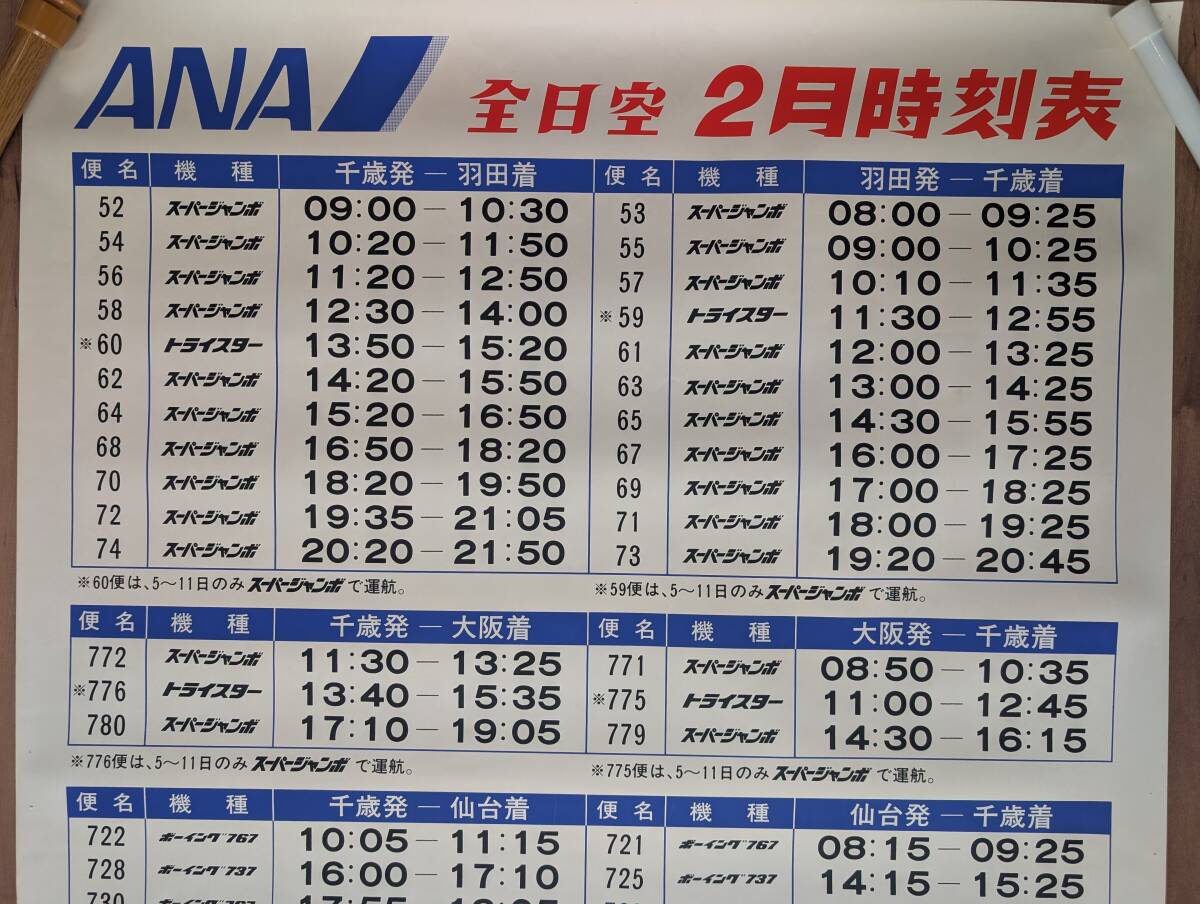 ANA 全日空 2月時刻表
便名 機種 千歳発―羽田着 便名 機種 羽田発―千歳着
52 スーパージャンボ 09:00―10:30 53 スーパージャンボ 08:00―09:25
54 スーパージャンボ 10:20―11:50 55 スーパージャンボ 09:00―10:25
56 スーパージャンボ 11:20―12:50 57 スーパージャンボ 10:10―11:35
58 スーパージャンボ 12:30―14:00 ※59 トライスター 11:30―12:55
※60 トライスター 13:50―15:20 61 スーパージャンボ 12:00―13:25
62 スーパージャンボ 14:20―15:50 63 スーパージャンボ 13:00―14:25
64 スーパージャンボ 15:20―16:50 65 スーパージャンボ 14:30―15:55
68 スーパージャンボ 16:50―18:20 67 スーパージャンボ 16:00―17:25
70 スーパージャンボ 18:20―19:50 69 スーパージャンボ 17:00―18:25
72 スーパージャンボ 19:35―21:05 71 スーパージャンボ 18:00―19:25
74 スーパージャンボ 20:20―21:50 73 スーパージャンボ 19:20―20:45
※60便は、5～11日のみスーパージャンボで運航。 ※59便は、5～11日のみスーパージャンボで運航。
便名 機種 千歳発―大阪着 便名 機種 大阪発―千歳着
772 スーパージャンボ 11:30―13:25 771 スーパージャンボ 08:50―10:35
※776 トライスター 13:40―15:35 ※775 トライスター 11:00―12:45
780 スーパージャンボ 17:10―19:05 779 スーパージャンボ 14:30―16:15
※776便は、5～11日のみスーパージャンボで運航。 ※775便は、5～11日のみスーパージャンボで運航。
便名 機種 千歳発―仙台着 便名 機種 仙台発―千歳着
722 ボーイング767 10:05―11:15 721 ボーイング767 08:15―09:25
728 ボーイング737 16:00―17:10 725 ボーイング737 14:15―15:25
730